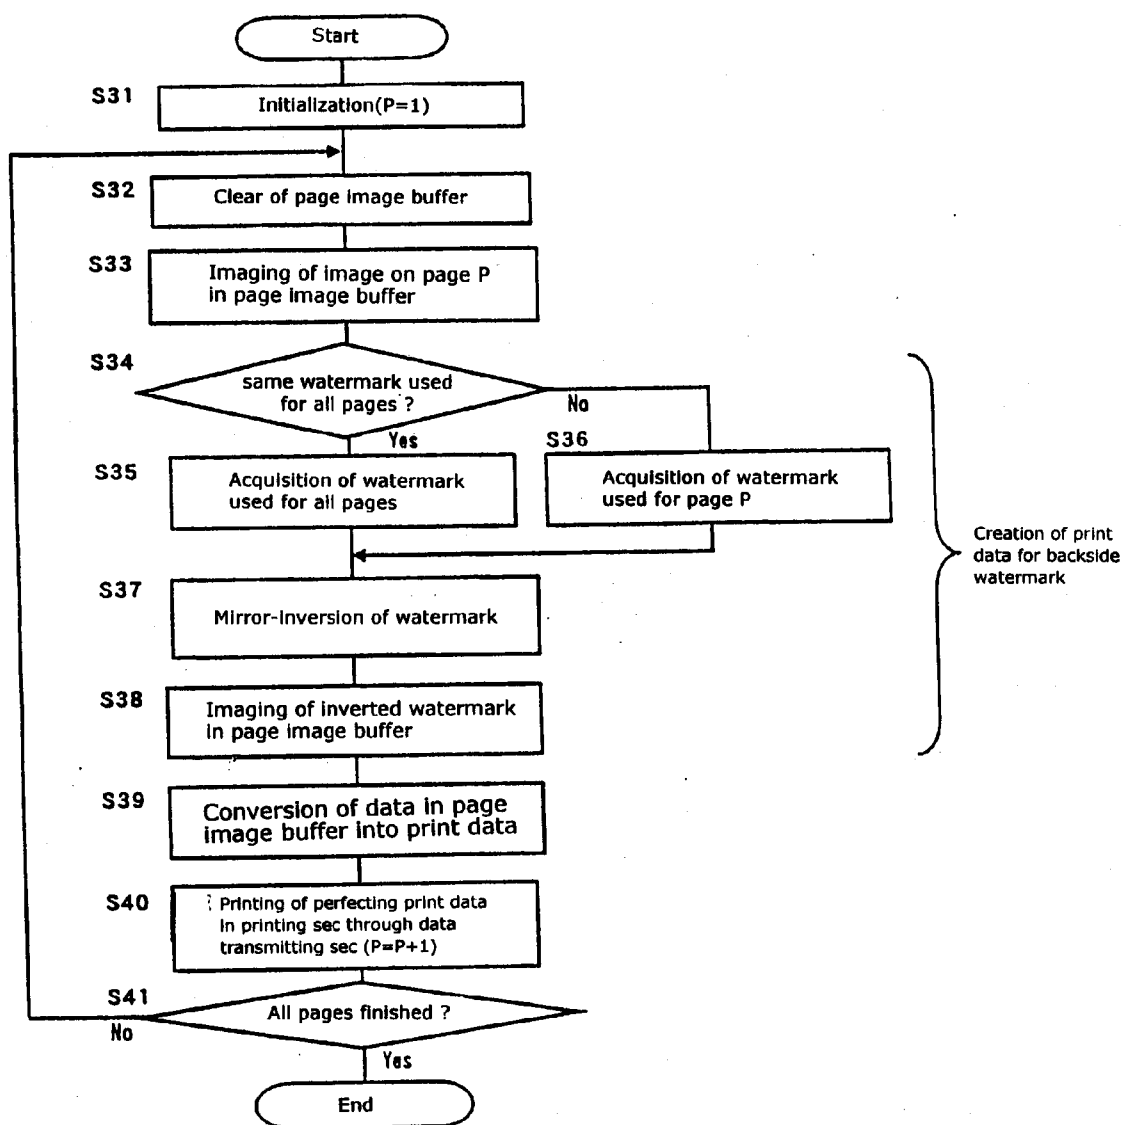 Start
S31
Initialization(P=1)
S32
Clear of page image buffer
S33
Imaging of image on page P
in page image buffer
S34
same watermark used
for all pages ?
No
Yes
S35
Acquisition of watermark
used for all pages
S36
Acquisition of watermark
used for page P
Creation of print
data for backside
watermark
S37
Mirror-inversion of watermark
S38
Imaging of inverted watermark
in page image buffer
S39
Conversion of data in page
image buffer into print data
S40
Printing of perfecting print data
in printing sec through data
transmitting sec (P=P+1)
S41
All pages finished ?
No
Yes
End